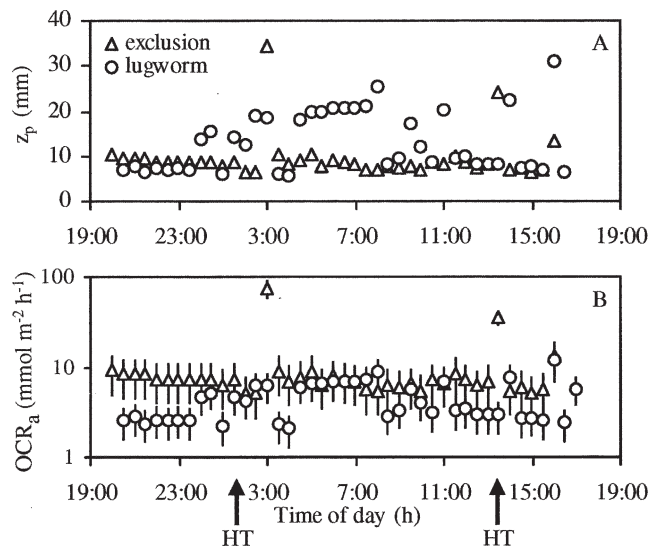 40
△ exclusion
A
○ lugworm
30
20
10
0
z_p (mm)
19:00 23:00 3:00 7:00 11:00 15:00 19:00
100
B
10
1
OCR_a (mmol m⁻² h⁻¹)
19:00 23:00 3:00 7:00 11:00 15:00 19:00
Time of day (h)
HT HT